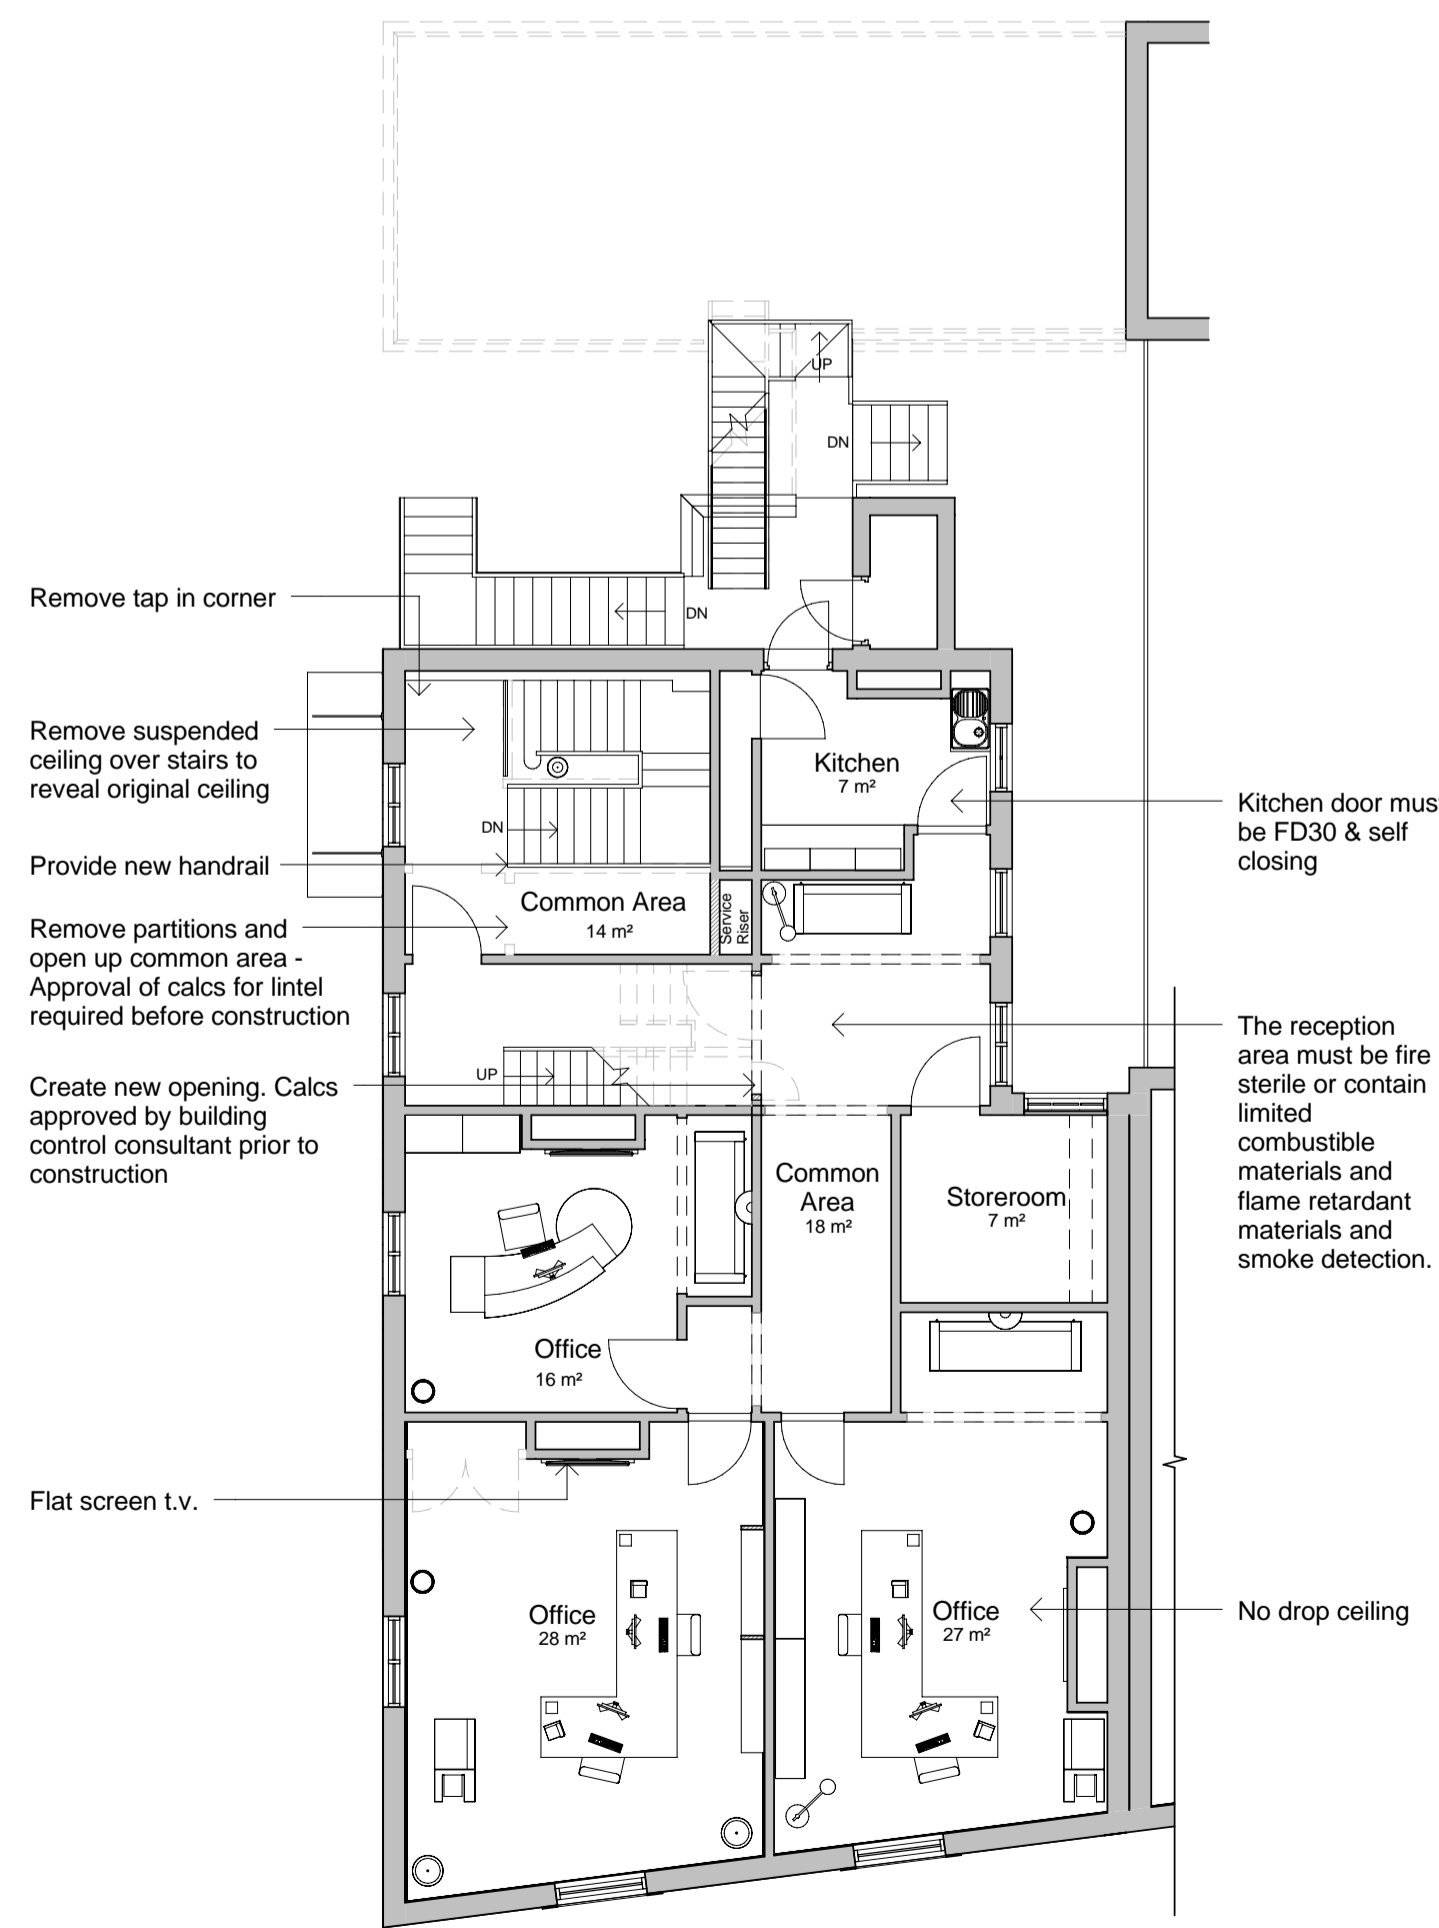 UP
DN
Remove tap in corner
DN
Remove suspended
ceiling over stairs to
reveal original ceiling
Kitchen
7 m²
Kitchen door mus
be FD30 & self
closing
DN
Provide new handrail
Common Area
14 m²
Service
Riser
Remove partitions and
open up common area -
Approval of calcs for lintel
required before construction
The reception
area must be fire
sterile or contain
limited
combustible
materials and
flame retardant
materials and
smoke detection.
UP
Create new opening. Calcs
approved by building
control consultant prior to
construction
Common
Area
18 m²
Storeroom
7 m²
Office
16 m²
Flat screen t.v.
Office
28 m²
Office
27 m²
No drop ceiling